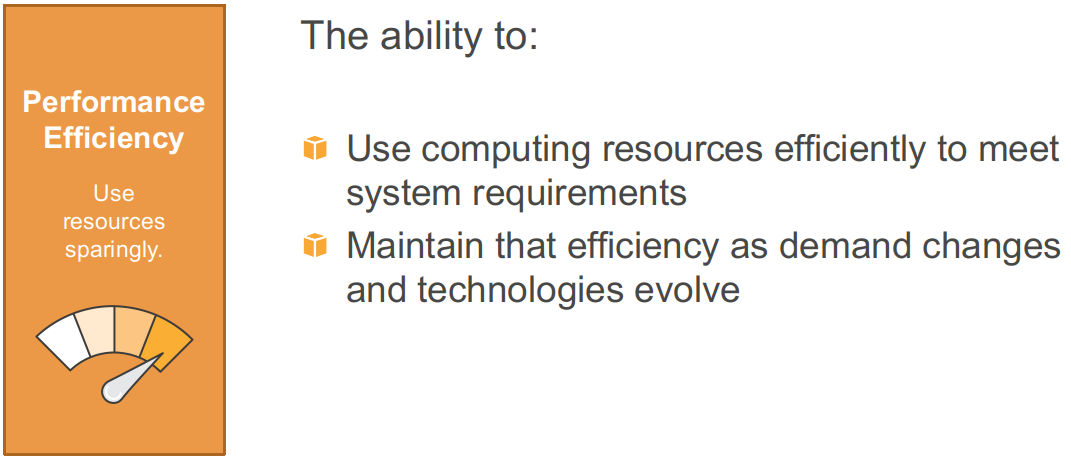 Performance
Efficiency
Use
resources
sparingly.
The ability to:
Use computing resources efficiently to meet
system requirements
Maintain that efficiency as demand changes
and technologies evolve